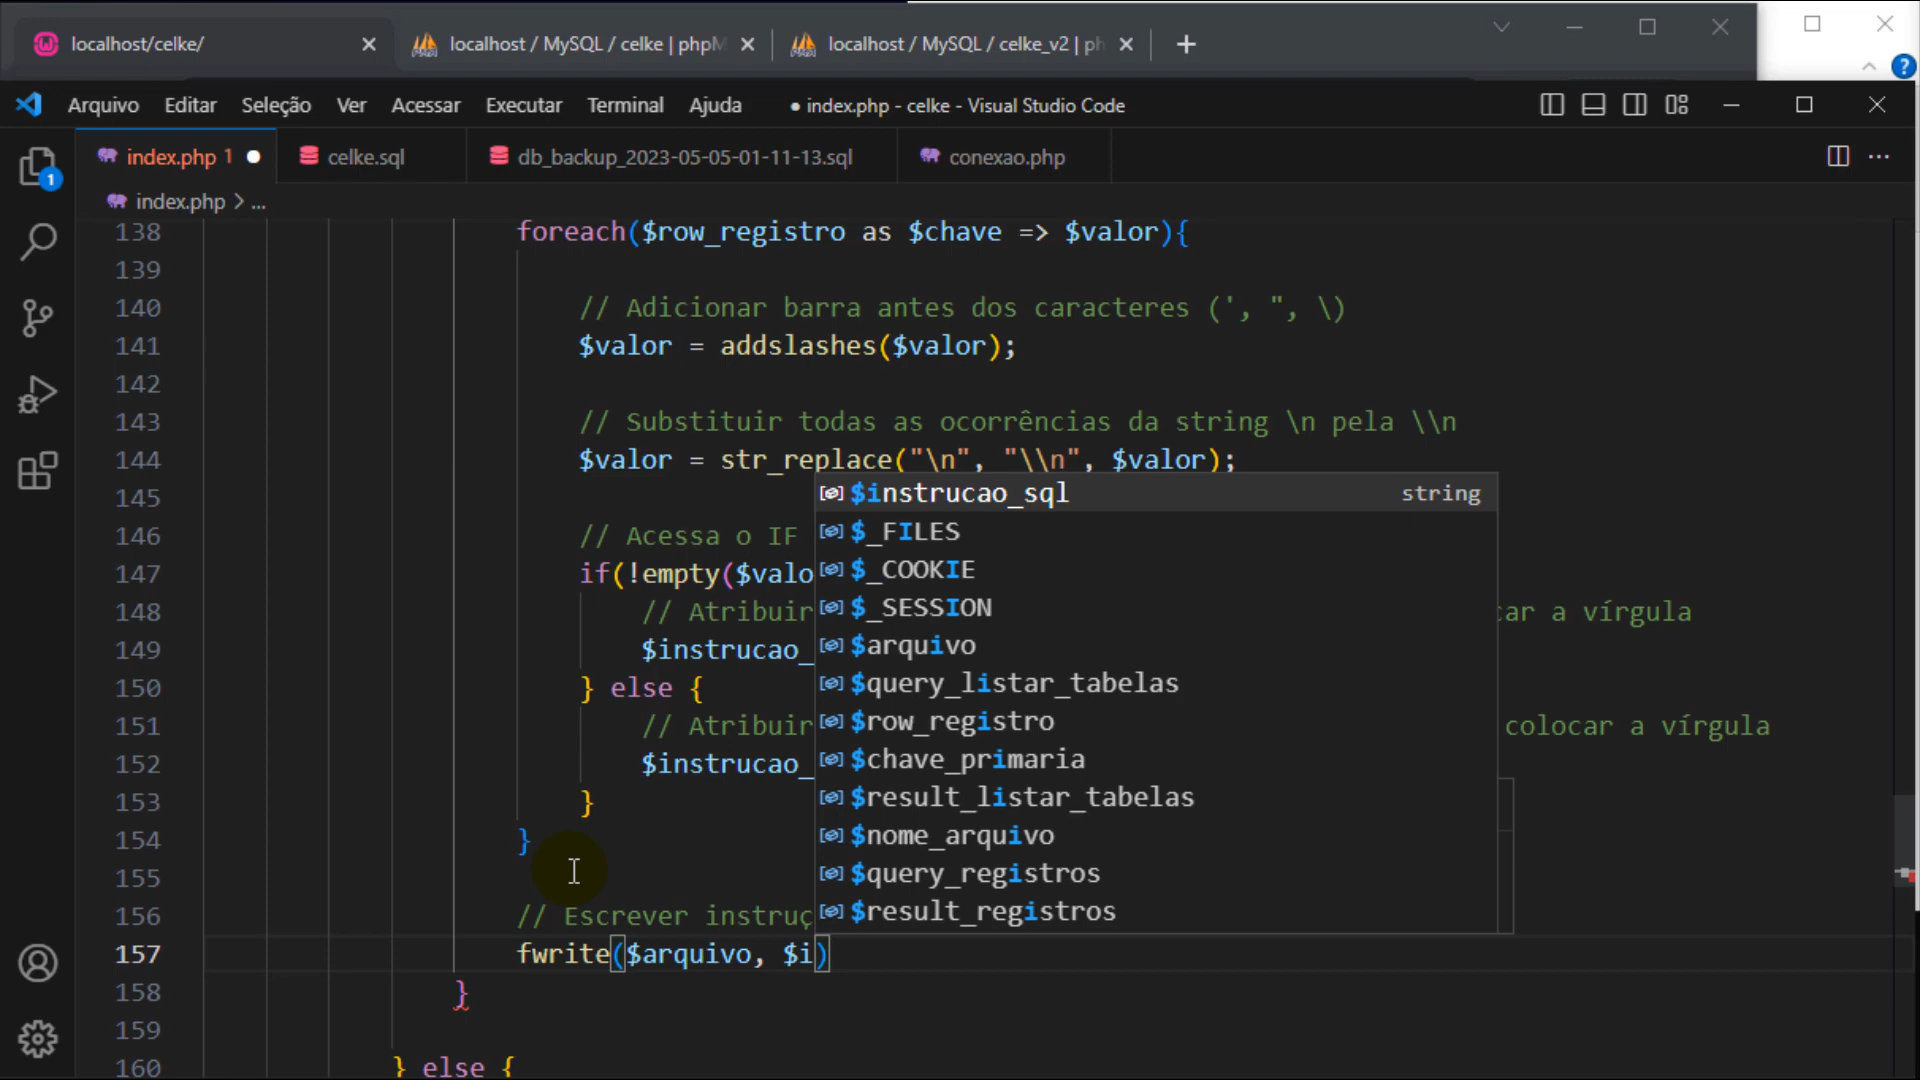 localhost/celke/
localhost / MySQL / celke | phpM
localhost / MySQL / celke_v2 | ph
Arquivo Editar Seleção Ver Acessar Executar Terminal Ajuda ● index.php - celke - Visual Studio Code
index.php 1 celke.sql db_backup_2023-05-05-01-11-13.sql conexao.php
1
index.php > ...
138 foreach($row_registro as $chave => $valor){
139
140 // Adicionar barra antes dos caracteres (', ", \)
141 $valor = addslashes($valor);
142
143 // Substituir todas as ocorrências da string \n pela \\n
144 $valor = str_replace("\n", "\\n", $valor);
145 $instrucao_sql string
$_FILES
146 // Acessa o IF
147 if(!empty($valo $_COOKIE
148 // Atribuir $_SESSION car a vírgula
149 $instrucao_ $arquivo
150 } else { $query_listar_tabelas
151 // Atribuir $row_registro colocar a vírgula
152 $instrucao_ $chave_primaria
153 } $result_listar_tabelas
154 } $nome_arquivo
155 $query_registros
156 // Escrever instruç $result_registros
157 fwrite($arquivo, $i)
158 }
159
160 } else {